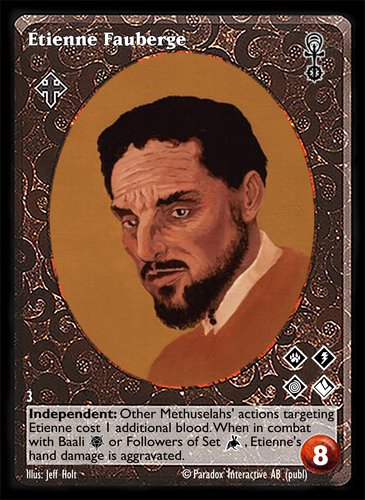 Étienne Fauberge
3
Independent: Other Methuselahs' actions targeting
Etienne cost 1 additional blood. When in combat
with Baali or Followers of Set , Etienne's
hand damage is aggravated.
8
Illus: Jeff Holt © Paradox Interactive AB (publ)